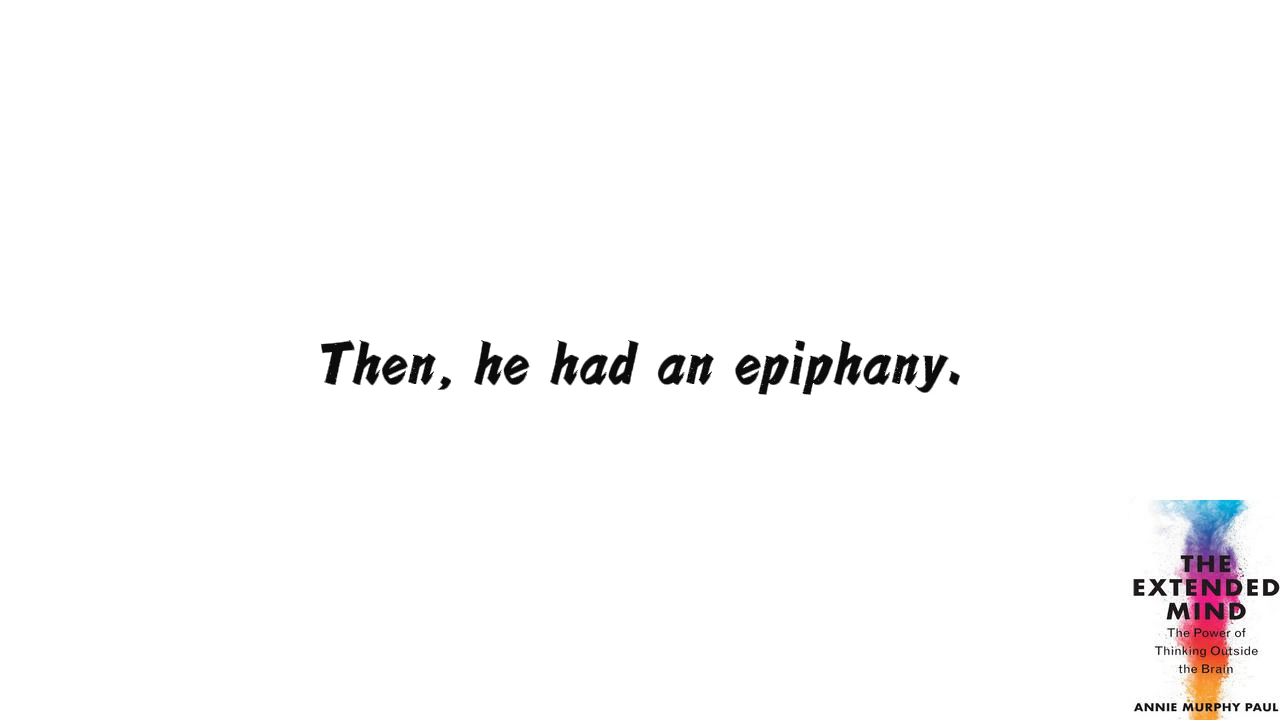 Then, he had an epiphany.
THE
EXTENDED
MIND
The Power of
Thinking Outside
the Brain
ANNIE MURPHY PAUL